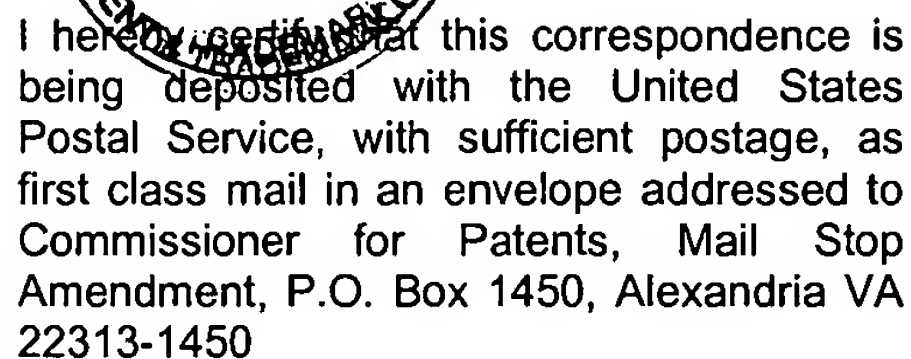 I hereby certify that this correspondence is
being deposited with the United States
Postal Service, with sufficient postage, as
first class mail in an envelope addressed to
Commissioner for Patents, Mail Stop
Amendment, P.O. Box 1450, Alexandria VA
22313-1450